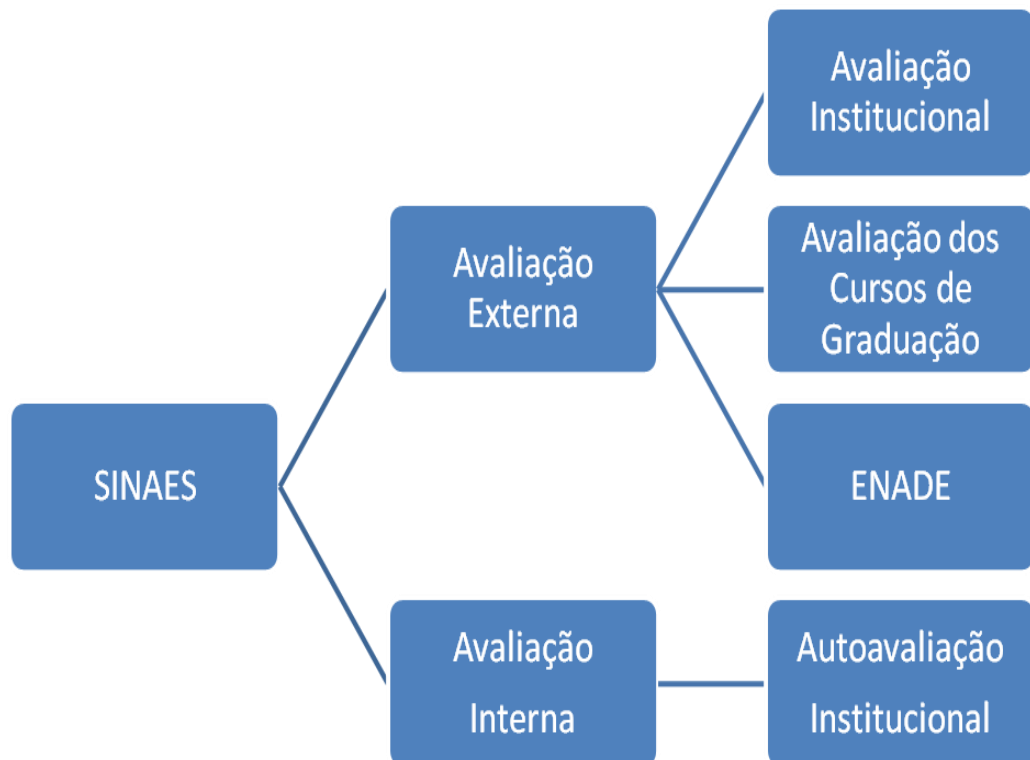 Avaliação
Institucional
Avaliação
Externa
Avaliação dos
Cursos de
Graduação
SINAES
ENADE
Avaliação
Interna
Autoavaliação
Institucional